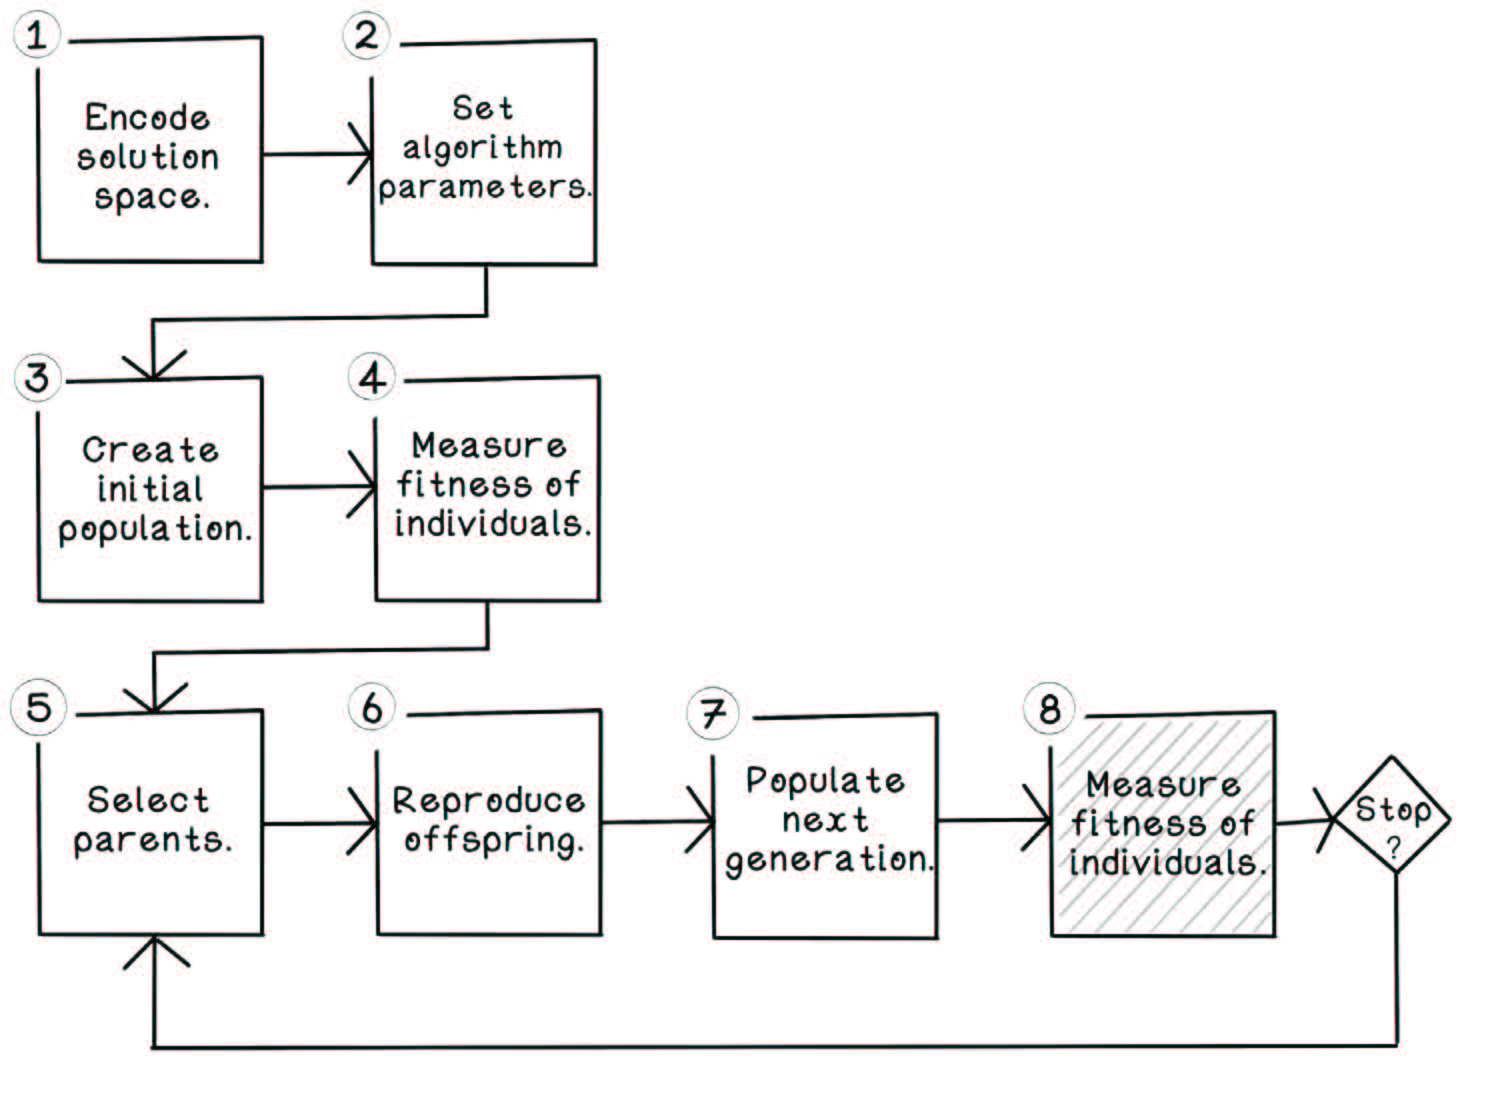 1
Encode
solution
space.
2
Set
algorithm
parameters.
3
Create
initial
population.
4
Measure
fitness of
individuals.
5
Select
parents.
6
Reproduce
offspring.
7
Populate
next
generation.
8
Measure
fitness of
individuals.
Stop
?